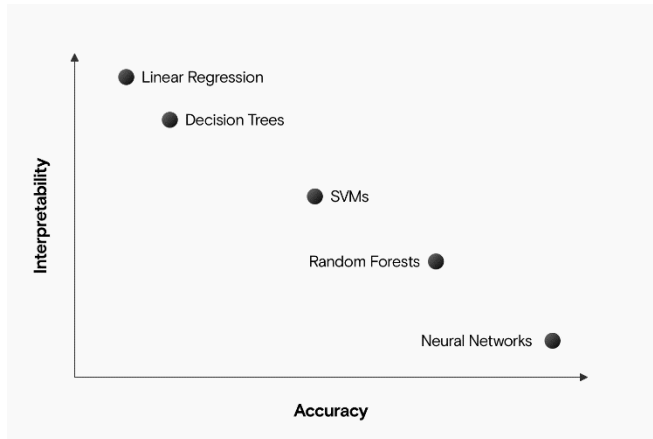 Linear Regression
Decision Trees
SVMs
Random Forests
Neural Networks
Interpretability
Accuracy